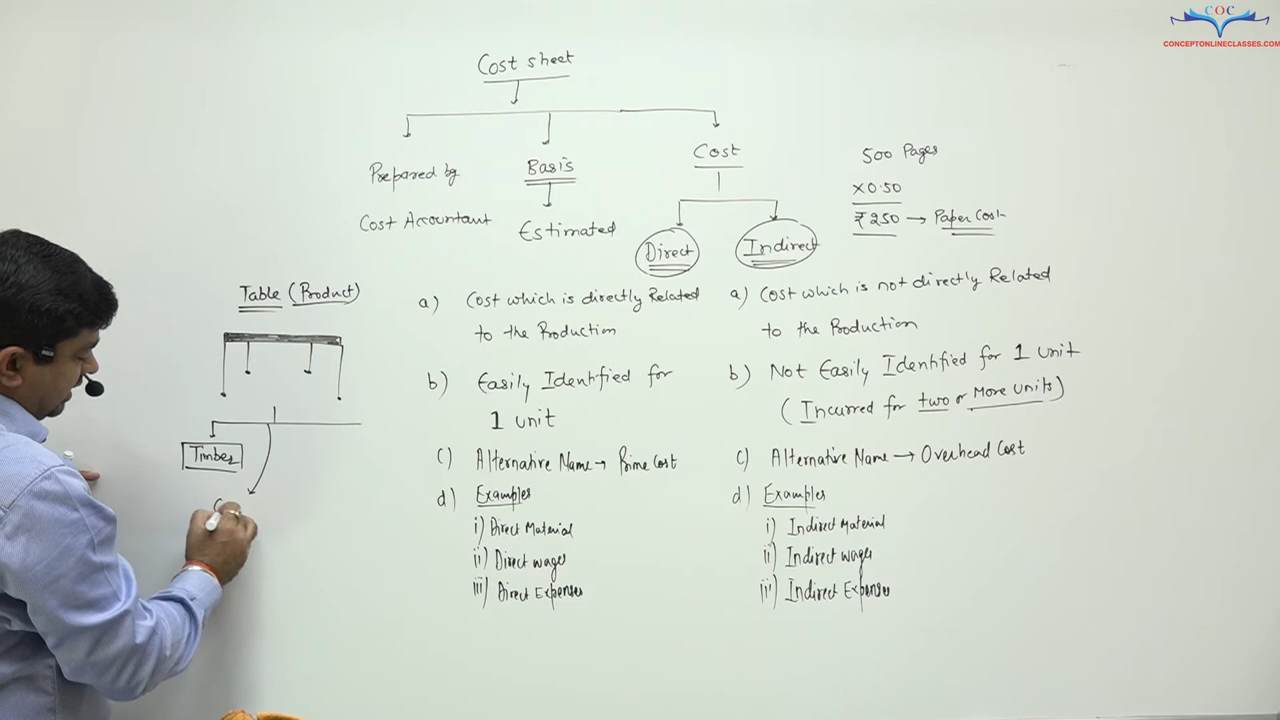 COC
CONCEPTONLINECLASSES.COM
Cost sheet
Prepared by
Cost Accountant
Basis
Estimated
Cost
Direct
Indirect
500 Pages
×0.50
₹250 → Paper Cost
Table (Product)
Timber
a) Cost which is directly Related
to the Production
b) Easily Identified for
1 unit
c) Alternative Name → Prime Cost
d) Examples
i) Direct Material
ii) Direct wages
iii) Direct Expenses
a) Cost which is not directly Related
to the Production
b) Not Easily Identified for 1 unit
(Incurred for two or More units)
c) Alternative Name → Overhead Cost
d) Examples
i) Indirect Material
ii) Indirect wages
iii) Indirect Expenses